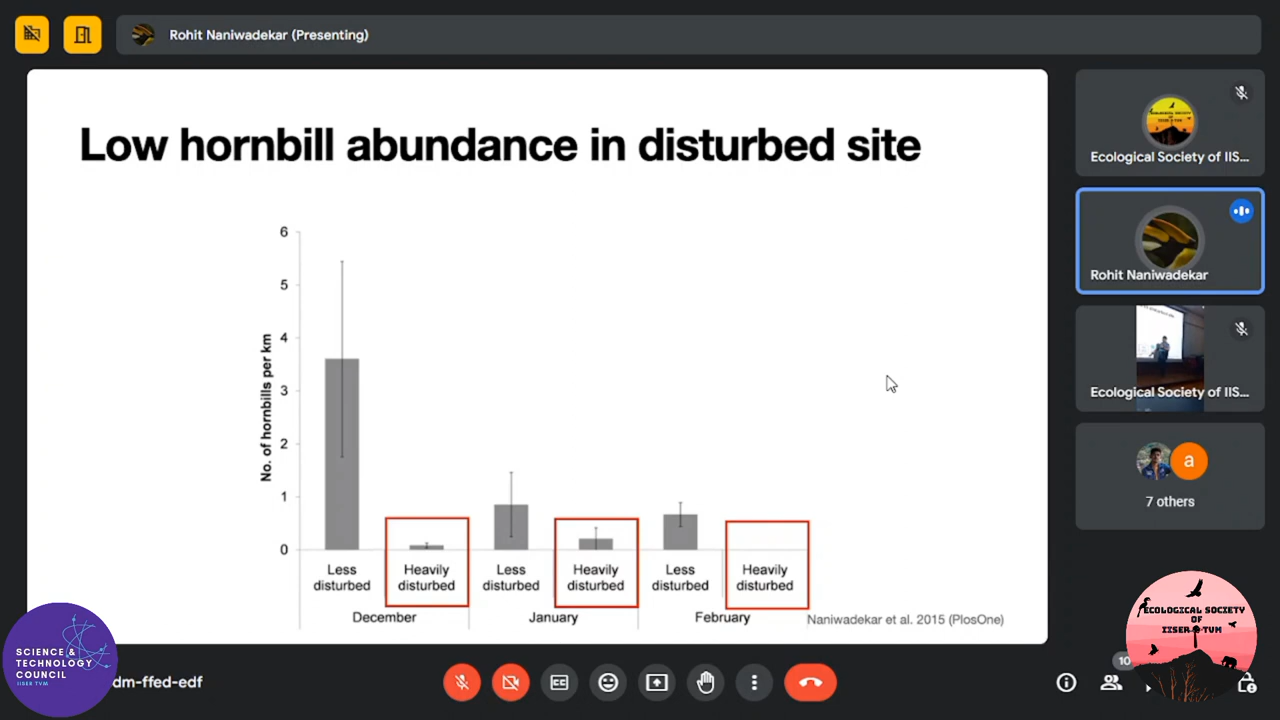 Rohit Naniwadekar (Presenting)
Low hornbill abundance in disturbed site
No. of hornbills per km
6
5
4
3
2
1
0
Less disturbed
Heavily disturbed
Less disturbed
Heavily disturbed
Less disturbed
Heavily disturbed
December
January
February
Naniwadekar et al. 2015 (PlosOne)
Ecological Society of IIS...
Rohit Naniwadekar
Ecological Society of IIS...
a
7 others
SCIENCE &
TECHNOLOGY
COUNCIL
IISER TVM
dm-ffed-edf
CC
10
ECOLOGICAL SOCIETY
OF
IISER TVM